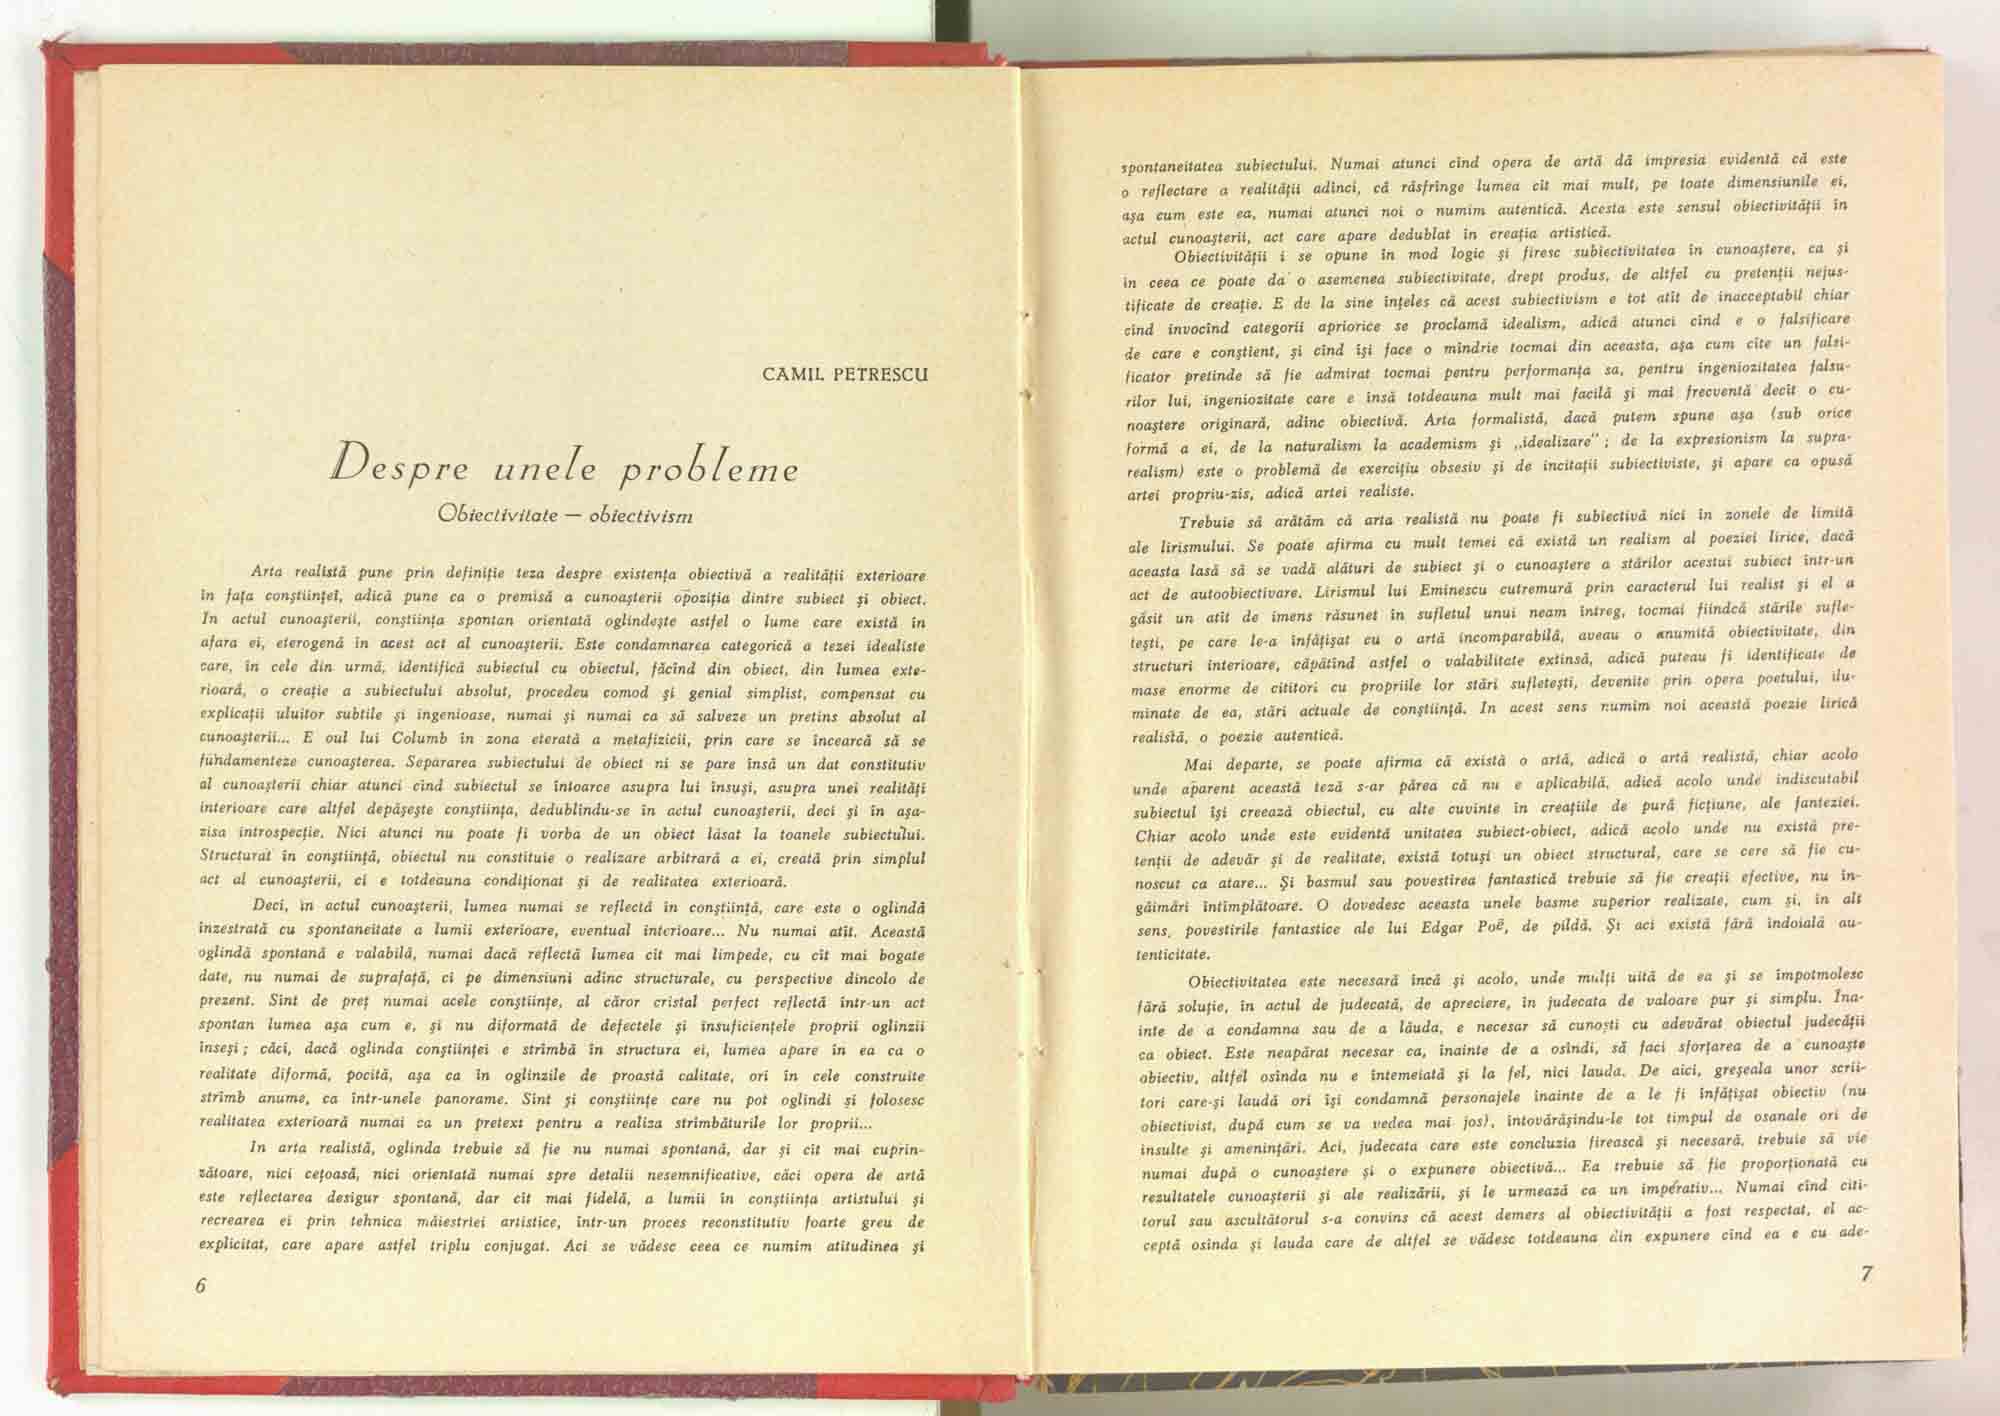 CAMIL PETRESCU
Despre unele probleme
Obiectivitate — obiectivism
Arta realistă pune prin definiție teza despre existența obiectivă a realității exterioare
în fața conștiinței, adică pune ca o premisă a cunoașterii opoziția dintre subiect și obiect.
In actul cunoașterii, conștiința spontan orientată oglindește astfel o lume care există în
afara ei, eterogenă în acest act al cunoașterii. Este condamnarea categorică a tezei idealiste
care, în cele din urmă, identifică subiectul cu obiectul, făcînd din obiect, din lumea exte-
rioară, o creație a subiectului absolut, procedeu comod și genial simplist, compensat cu
explicații uluitor subtile și ingenioase, numai și numai ca să salveze un pretins absolut al
cunoașterii... E oul lui Columb în zona eterată a metafizicii, prin care se încearcă să se
fundamenteze cunoașterea. Separarea subiectului de obiect ni se pare însă un dat constitutiv
al cunoașterii chiar atunci cînd subiectul se întoarce asupra lui însuși, asupra unei realități
interioare care altfel depășește conștiința, dedublîndu-se în actul cunoașterii, deci și în așa-
zisa introspecție. Nici atunci nu poate fi vorba de un obiect lăsat la toanele subiectului.
Structurat în conștiință, obiectul nu constituie o realizare arbitrară a ei, creată prin simplul
act al cunoașterii, ci e totdeauna condiționat și de realitatea exterioară.
Deci, în actul cunoașterii, lumea numai se reflectă în conștiință, care este o oglindă
înzestrată cu spontaneitate a lumii exterioare, eventual interioare... Nu numai atît. Această
oglindă spontană e valabilă, numai dacă reflectă lumea cît mai limpede, cu cît mai bogate
date, nu numai de suprafață, ci pe dimensiuni adînc structurale, cu perspective dincolo de
prezent. Sînt de preț numai acele conștiințe, al căror cristal perfect reflectă într-un act
spontan lumea așa cum e, și nu diformată de defectele și insuficiențele proprii oglinzii
înseși ; căci, dacă oglinda conștiinței e strîmbă în structura ei, lumea apare în ea ca o
realitate diformă, pocită, așa ca în oglinzile de proastă calitate, ori în cele construite
strîmb anume, ca într-unele panorame. Sînt și conștiințe care nu pot oglindi și folosesc
realitatea exterioară numai ca un pretext pentru a realiza strîmbăturile lor proprii...
In arta realistă, oglinda trebuie să fie nu numai spontană, dar și cît mai cuprin-
zătoare, nici cețoasă, nici orientată numai spre detalii nesemnificative, căci opera de artă
este reflectarea desigur spontană, dar cît mai fidelă, a lumii în conștiința artistului și
recrearea ei prin tehnica măiestriei artistice, într-un proces reconstitutiv foarte greu de
explicitat, care apare astfel triplu conjugat. Aci se vădesc ceea ce numim atitudinea și
6
spontaneitatea subiectului. Numai atunci cînd opera de artă dă impresia evidentă că este
o reflectare a realității adînci, că răsfrînge lumea cît mai mult, pe toate dimensiunile ei,
așa cum este ea, numai atunci noi o numim autentică. Acesta este sensul obiectivității în
actul cunoașterii, act care apare dedublat în creația artistică.
Obiectivității i se opune în mod logic și firesc subiectivitatea în cunoaștere, ca și
în ceea ce poate da o asemenea subiectivitate, drept produs, de altfel cu pretenții nejus-
tificate de creație. E de la sine înțeles că acest subiectivism e tot atît de inacceptabil chiar
cînd invocînd categorii apriorice se proclamă idealism, adică atunci cînd e o falsificare
de care e conștient, și cînd își face o mîndrie tocmai din aceasta, așa cum cîte un falsi-
ficator pretinde să fie admirat tocmai pentru performanța sa, pentru ingeniozitatea falsu-
rilor lui, ingeniozitate care e însă totdeauna mult mai facilă și mai frecventă decît o cu-
noaștere originară, adînc obiectivă. Arta formalistă, dacă putem spune așa (sub orice
formă a ei, de la naturalism la academism și „idealizare" ; de la expresionism la supra-
realism) este o problemă de exercițiu obsesiv și de incitații subiectiviste, și apare ca opusă
artei propriu-zis, adică artei realiste.
Trebuie să arătăm că arta realistă nu poate fi subiectivă nici în zonele de limită
ale lirismului. Se poate afirma cu mult temei că există un realism al poeziei lirice, dacă
aceasta lasă să se vadă alături de subiect și o cunoaștere a stărilor acestui subiect într-un
act de autoobiectivare. Lirismul lui Eminescu cutremură prin caracterul lui realist și el a
găsit un atît de imens răsunet în sufletul unui neam întreg, tocmai fiindcă stările sufle-
tești, pe care le-a înfățișat cu o artă incomparabilă, aveau o anumită obiectivitate, din
structuri interioare, căpătînd astfel o valabilitate extinsă, adică puteau fi identificate de
mase enorme de cititori cu propriile lor stări sufletești, devenite prin opera poetului, ilu-
minate de ea, stări actuale de conștiință. In acest sens numim noi această poezie lirică
realistă, o poezie autentică.
Mai departe, se poate afirma că există o artă, adică o artă realistă, chiar acolo
unde aparent această teză s-ar părea că nu e aplicabilă, adică acolo unde indiscutabil
subiectul își creează obiectul, cu alte cuvinte în creațiile de pură ficțiune, ale fanteziei.
Chiar acolo unde este evidentă unitatea subiect-obiect, adică acolo unde nu există pre-
tenții de adevăr și de realitate, există totuși un obiect structural, care se cere să fie cu-
noscut ca atare... Și basmul sau povestirea fantastică trebuie să fie creații efective, nu în-
găimări întîmplătoare. O dovedesc aceasta unele basme superior realizate, cum și, în alt
sens, povestirile fantastice ale lui Edgar Poë, de pildă. Și aci există fără îndoială au-
tenticitate.
Obiectivitatea este necesară încă și acolo, unde mulți uită de ea și se împotmolesc
fără soluție, în actul de judecată, de apreciere, în judecata de valoare pur și simplu. Îna-
inte de a condamna sau de a lăuda, e necesar să cunoști cu adevărat obiectul judecății
ca obiect. Este neapărat necesar ca, înainte de a osîndi, să faci sforțarea de a cunoaște
obiectiv, altfel osînda nu e întemeiată și la fel, nici lauda. De aici, greșeala unor scrii-
tori care-și laudă ori își condamnă personajele înainte de a le fi înfățișat obiectiv (nu
obiectivist, după cum se va vedea mai jos), întovărășindu-le tot timpul de osanale ori de
insulte și amenințări. Aci, judecata care este concluzia firească și necesară, trebuie să vie
numai după o cunoaștere și o expunere obiectivă... Ea trebuie să fie proporționată cu
rezultatele cunoașterii și ale realizării, și le urmează ca un imperativ... Numai cînd citi-
torul sau ascultătorul s-a convins că acest demers al obiectivității a fost respectat, el ac-
ceptă osînda și lauda care de altfel se vădesc totdeauna din expunere cînd ea e cu ade-
7